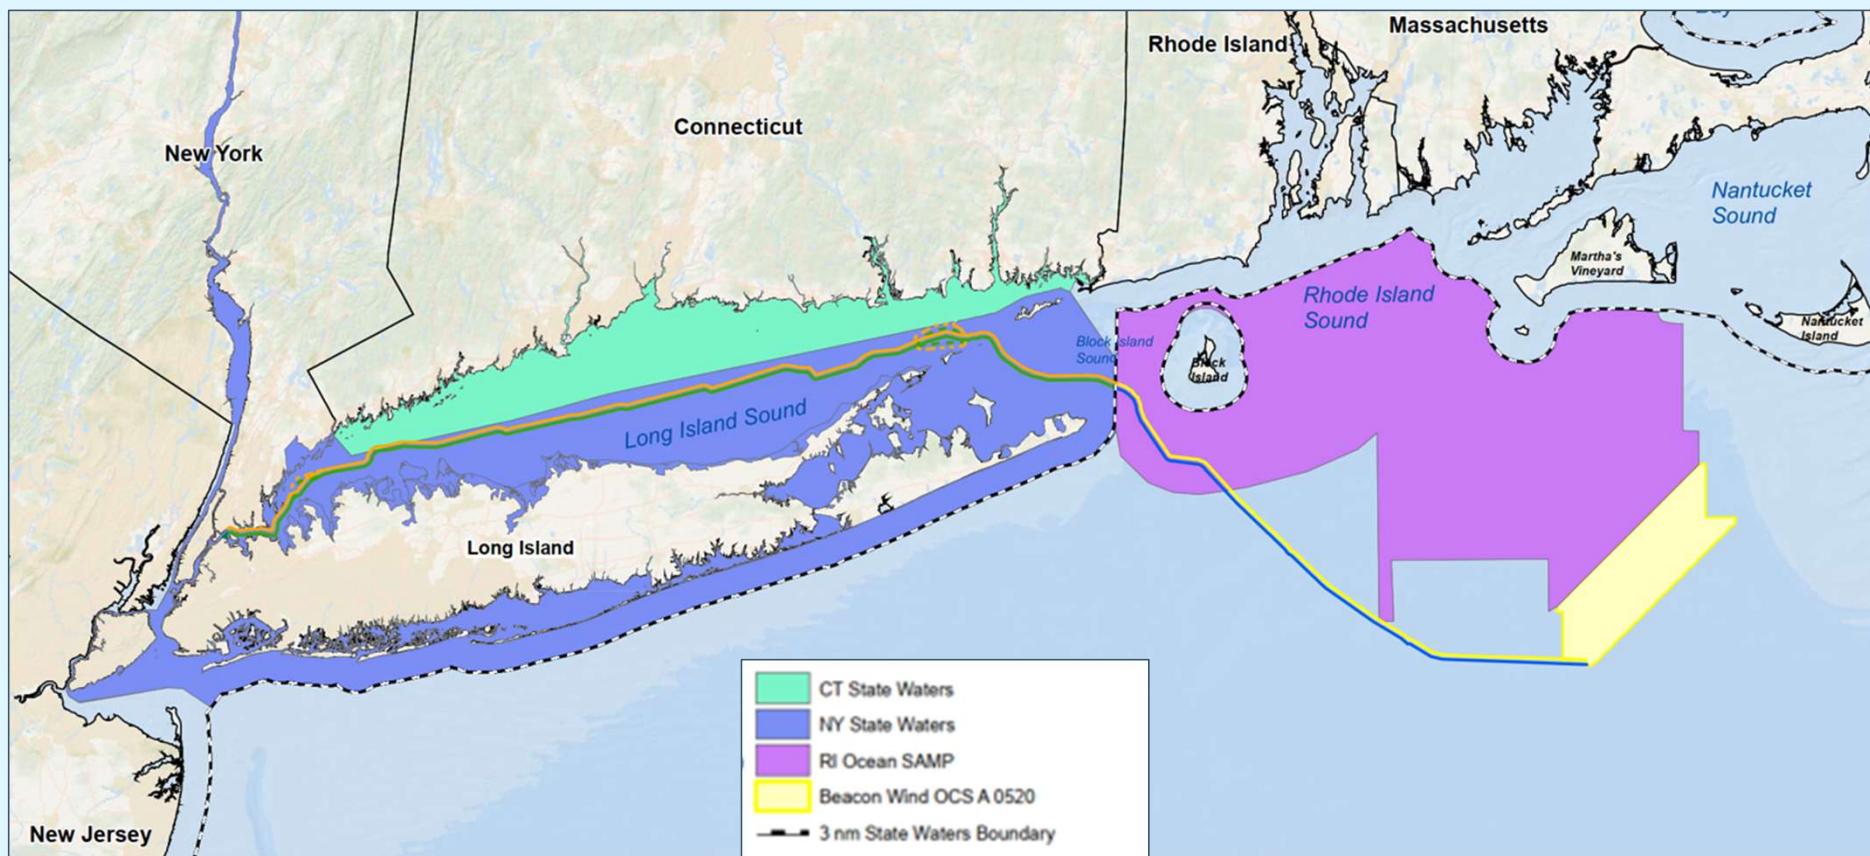 Bay
Massachusetts
Rhode Island
Connecticut
New York
Nantucket
Sound
Martha's
Vineyard
Rhode Island
Sound
Nantucket
Island
Block Island
Sound
Block
Island
Long Island Sound
Long Island
New Jersey
CT State Waters
NY State Waters
RI Ocean SAMP
Beacon Wind OCS A 0520
3 nm State Waters Boundary